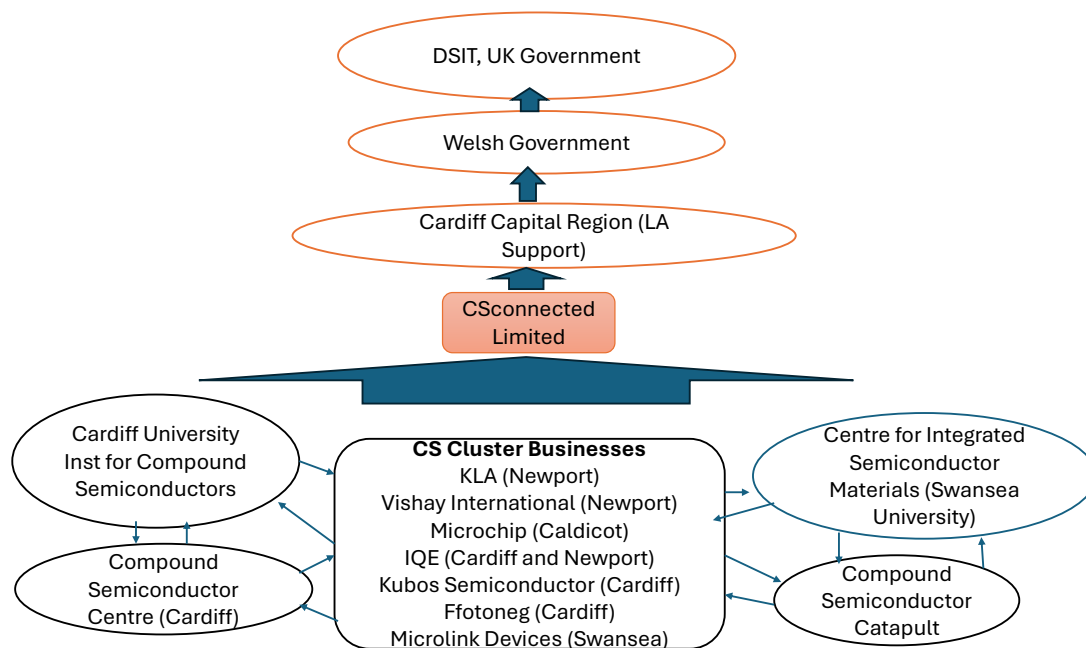 DSIT, UK Government
Welsh Government
Cardiff Capital Region (LA
Support)
CSconnected
Limited
Cardiff University
Inst for Compound
Semiconductors
Compound
Semiconductor
Centre (Cardiff)
CS Cluster Businesses
KLA (Newport)
Vishay International (Newport)
Microchip (Caldicot)
IQE (Cardiff and Newport)
Kubos Semiconductor (Cardiff)
Ffotoneg (Cardiff)
Microlink Devices (Swansea)
Centre for Integrated
Semiconductor
Materials (Swansea
University)
Compound
Semiconductor
Catapult